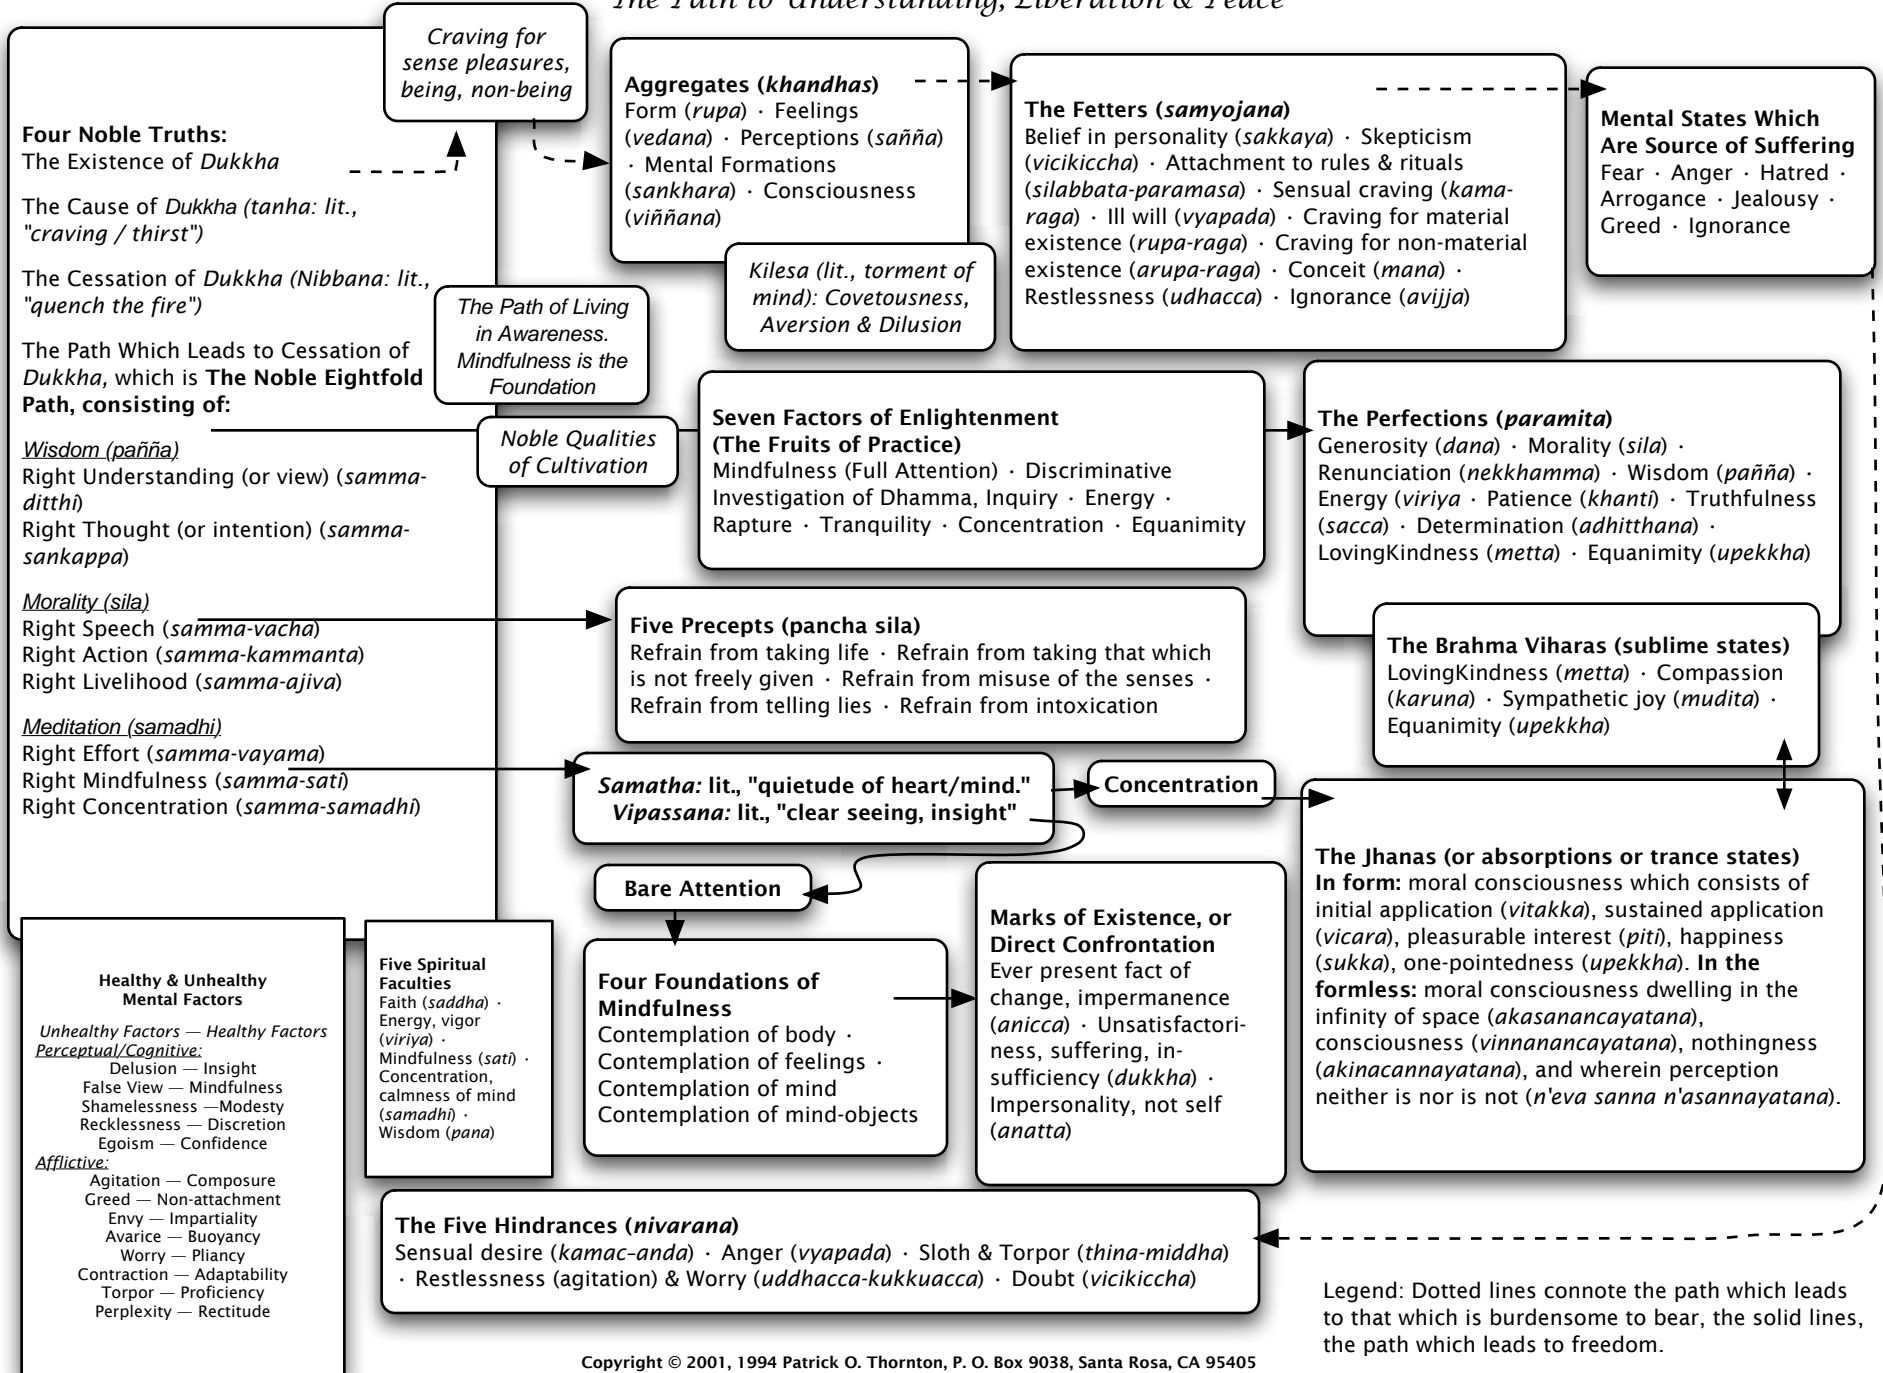 The Path to Understanding, Liberation & Peace
Craving for
sense pleasures,
being, non-being
Four Noble Truths:
The Existence of Dukkha
The Cause of Dukkha (tanha: lit.,
"craving / thirst")
The Cessation of Dukkha (Nibbana: lit.,
"quench the fire")
The Path Which Leads to Cessation of
Dukkha, which is The Noble Eightfold
Path, consisting of:
Wisdom (pañña)
Right Understanding (or view) (samma-
ditthi)
Right Thought (or intention) (samma-
sankappa)
Morality (sila)
Right Speech (samma-vacha)
Right Action (samma-kammanta)
Right Livelihood (samma-ajiva)
Meditation (samadhi)
Right Effort (samma-vayama)
Right Mindfulness (samma-sati)
Right Concentration (samma-samadhi)
Aggregates (khandhas)
Form (rupa) · Feelings
(vedana) · Perceptions (sañña)
· Mental Formations
(sankhara) · Consciousness
(viññana)
Kilesa (lit., torment of
mind): Covetousness,
Aversion & Dilusion
The Fetters (samyojana)
Belief in personality (sakkaya) · Skepticism
(vicikiccha) · Attachment to rules & rituals
(silabbata-paramasa) · Sensual craving (kama-
raga) · Ill will (vyapada) · Craving for material
existence (rupa-raga) · Craving for non-material
existence (arupa-raga) · Conceit (mana) ·
Restlessness (udhacca) · Ignorance (avijja)
Mental States Which
Are Source of Suffering
Fear · Anger · Hatred ·
Arrogance · Jealousy ·
Greed · Ignorance
The Path of Living
in Awareness.
Mindfulness is the
Foundation
Noble Qualities
of Cultivation
Seven Factors of Enlightenment
(The Fruits of Practice)
Mindfulness (Full Attention) · Discriminative
Investigation of Dhamma, Inquiry · Energy ·
Rapture · Tranquility · Concentration · Equanimity
The Perfections (paramita)
Generosity (dana) · Morality (sila) ·
Renunciation (nekkhamma) · Wisdom (pañña) ·
Energy (viriya · Patience (khanti) · Truthfulness
(sacca) · Determination (adhitthana) ·
LovingKindness (metta) · Equanimity (upekkha)
Five Precepts (pancha sila)
Refrain from taking life · Refrain from taking that which
is not freely given · Refrain from misuse of the senses ·
Refrain from telling lies · Refrain from intoxication
The Brahma Viharas (sublime states)
LovingKindness (metta) · Compassion
(karuna) · Sympathetic joy (mudita) ·
Equanimity (upekkha)
Samatha: lit., "quietude of heart/mind."
Vipassana: lit., "clear seeing, insight"
Concentration
Bare Attention
The Jhanas (or absorptions or trance states)
In form: moral consciousness which consists of
initial application (vitakka), sustained application
(vicara), pleasurable interest (piti), happiness
(sukka), one-pointedness (upekkha). In the
formless: moral consciousness dwelling in the
infinity of space (akasanancayatana),
consciousness (vinnanancayatana), nothingness
(akinacannayatana), and wherein perception
neither is nor is not (n'eva sanna n'asannayatana).
Four Foundations of
Mindfulness
Contemplation of body ·
Contemplation of feelings ·
Contemplation of mind
Contemplation of mind-objects
Marks of Existence, or
Direct Confrontation
Ever present fact of
change, impermanence
(anicca) · Unsatisfactori-
ness, suffering, in-
sufficiency (dukkha) ·
Impersonality, not self
(anatta)
Healthy & Unhealthy
Mental Factors
Unhealthy Factors — Healthy Factors
Perceptual/Cognitive:
Delusion — Insight
False View — Mindfulness
Shamelessness —Modesty
Recklessness — Discretion
Egoism — Confidence
Afflictive:
Agitation — Composure
Greed — Non-attachment
Envy — Impartiality
Avarice — Buoyancy
Worry — Pliancy
Contraction — Adaptability
Torpor — Proficiency
Perplexity — Rectitude
Five Spiritual
Faculties
Faith (saddha) ·
Energy, vigor
(viriya) ·
Mindfulness (sati) ·
Concentration,
calmness of mind
(samadhi) ·
Wisdom (pana)
The Five Hindrances (nivarana)
Sensual desire (kamac–anda) · Anger (vyapada) · Sloth & Torpor (thina-middha)
· Restlessness (agitation) & Worry (uddhacca-kukkuacca) · Doubt (vicikiccha)
Legend: Dotted lines connote the path which leads
to that which is burdensome to bear, the solid lines,
the path which leads to freedom.
Copyright © 2001, 1994 Patrick O. Thornton, P. O. Box 9038, Santa Rosa, CA 95405